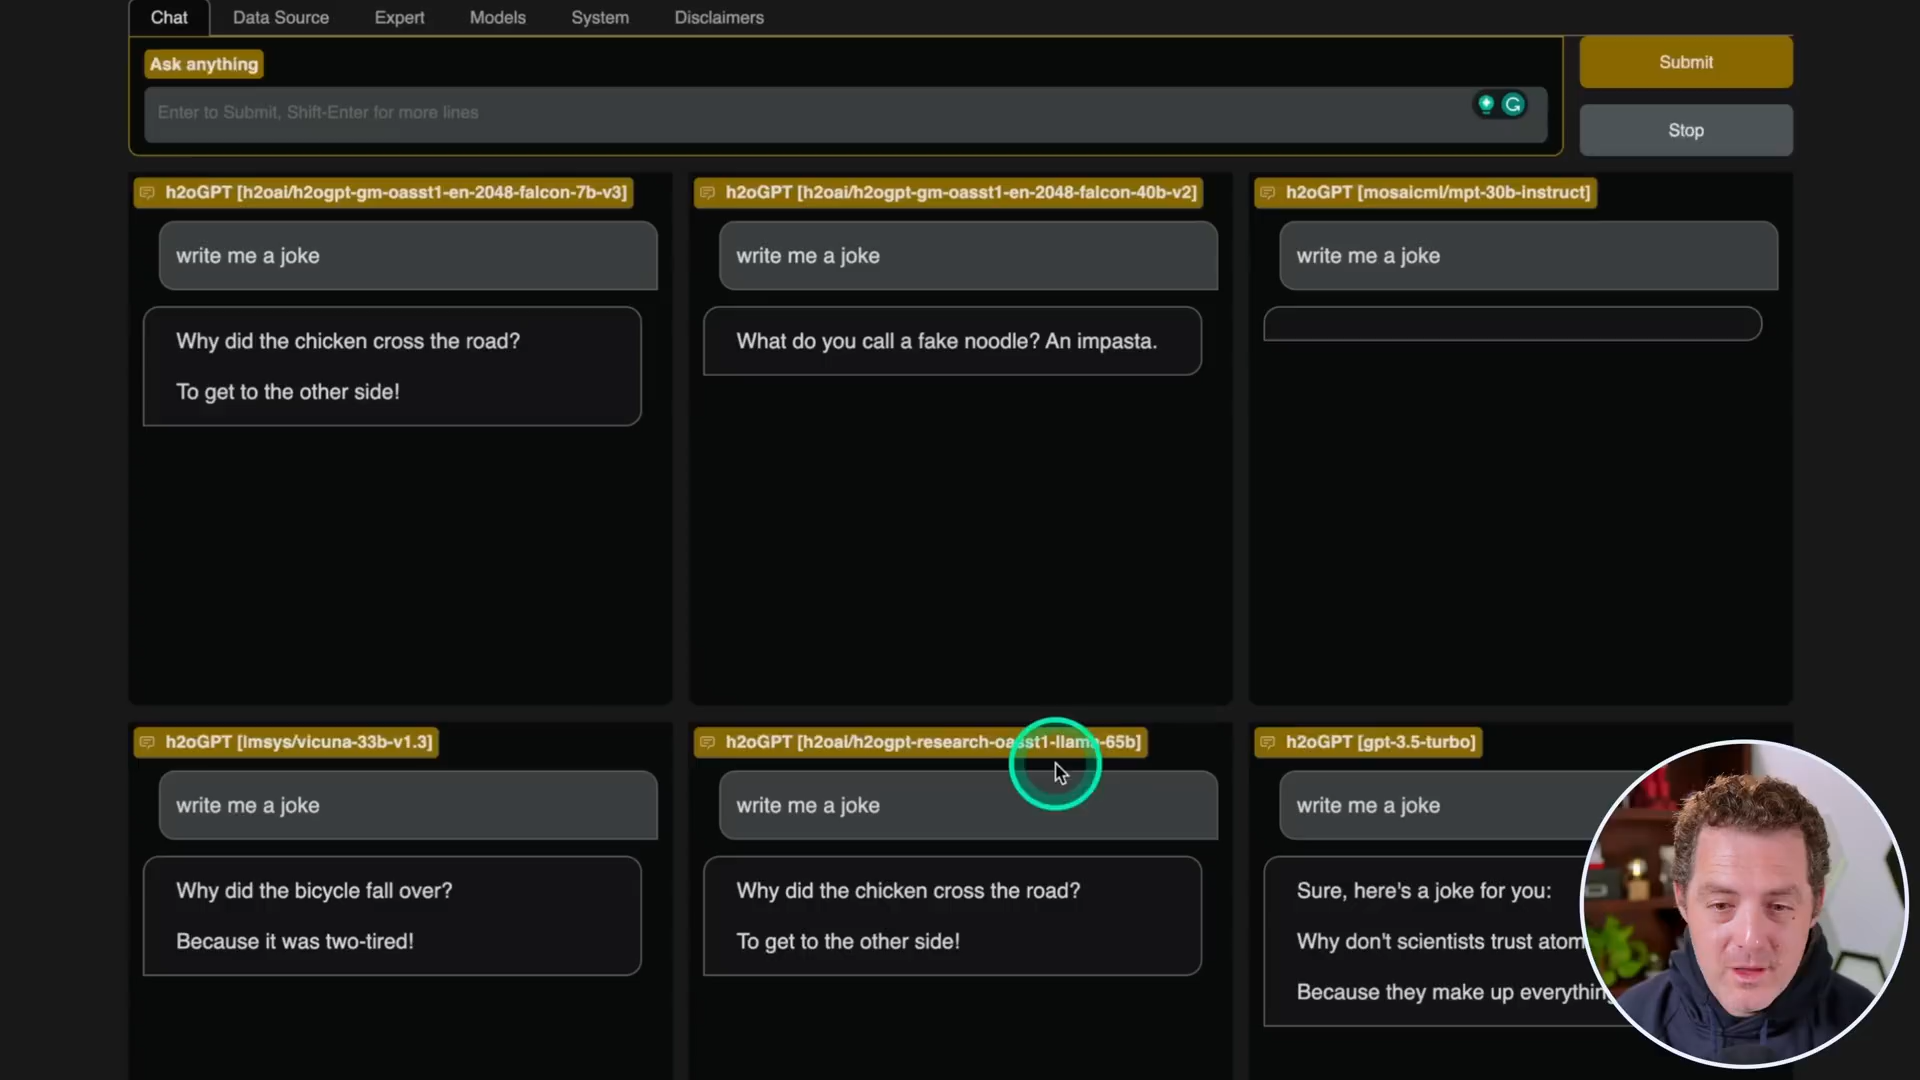 Chat Data Source Expert Models System Disclaimers
Ask anything
Enter to Submit, Shift-Enter for more lines
Submit
Stop
h2oGPT [h2oai/h2ogpt-gm-oasst1-en-2048-falcon-7b-v3]
write me a joke
Why did the chicken cross the road?
To get to the other side!
h2oGPT [h2oai/h2ogpt-gm-oasst1-en-2048-falcon-40b-v2]
write me a joke
What do you call a fake noodle? An impasta.
h2oGPT [mosaicml/mpt-30b-instruct]
write me a joke
h2oGPT [lmsys/vicuna-33b-v1.3]
write me a joke
Why did the bicycle fall over?
Because it was two-tired!
h2oGPT [h2oai/h2ogpt-research-oasst1-llama-65b]
write me a joke
Why did the chicken cross the road?
To get to the other side!
h2oGPT [gpt-3.5-turbo]
write me a joke
Sure, here's a joke for you:
Why don't scientists trust atom
Because they make up everything